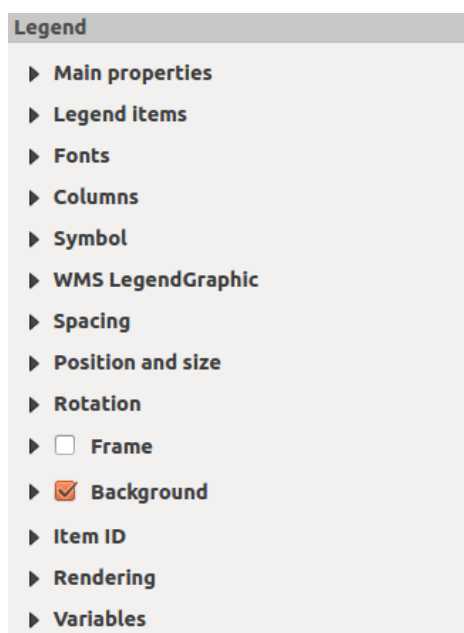 Legend
Main properties
Legend items
Fonts
Columns
Symbol
WMS LegendGraphic
Spacing
Position and size
Rotation
Frame
Background
Item ID
Rendering
Variables